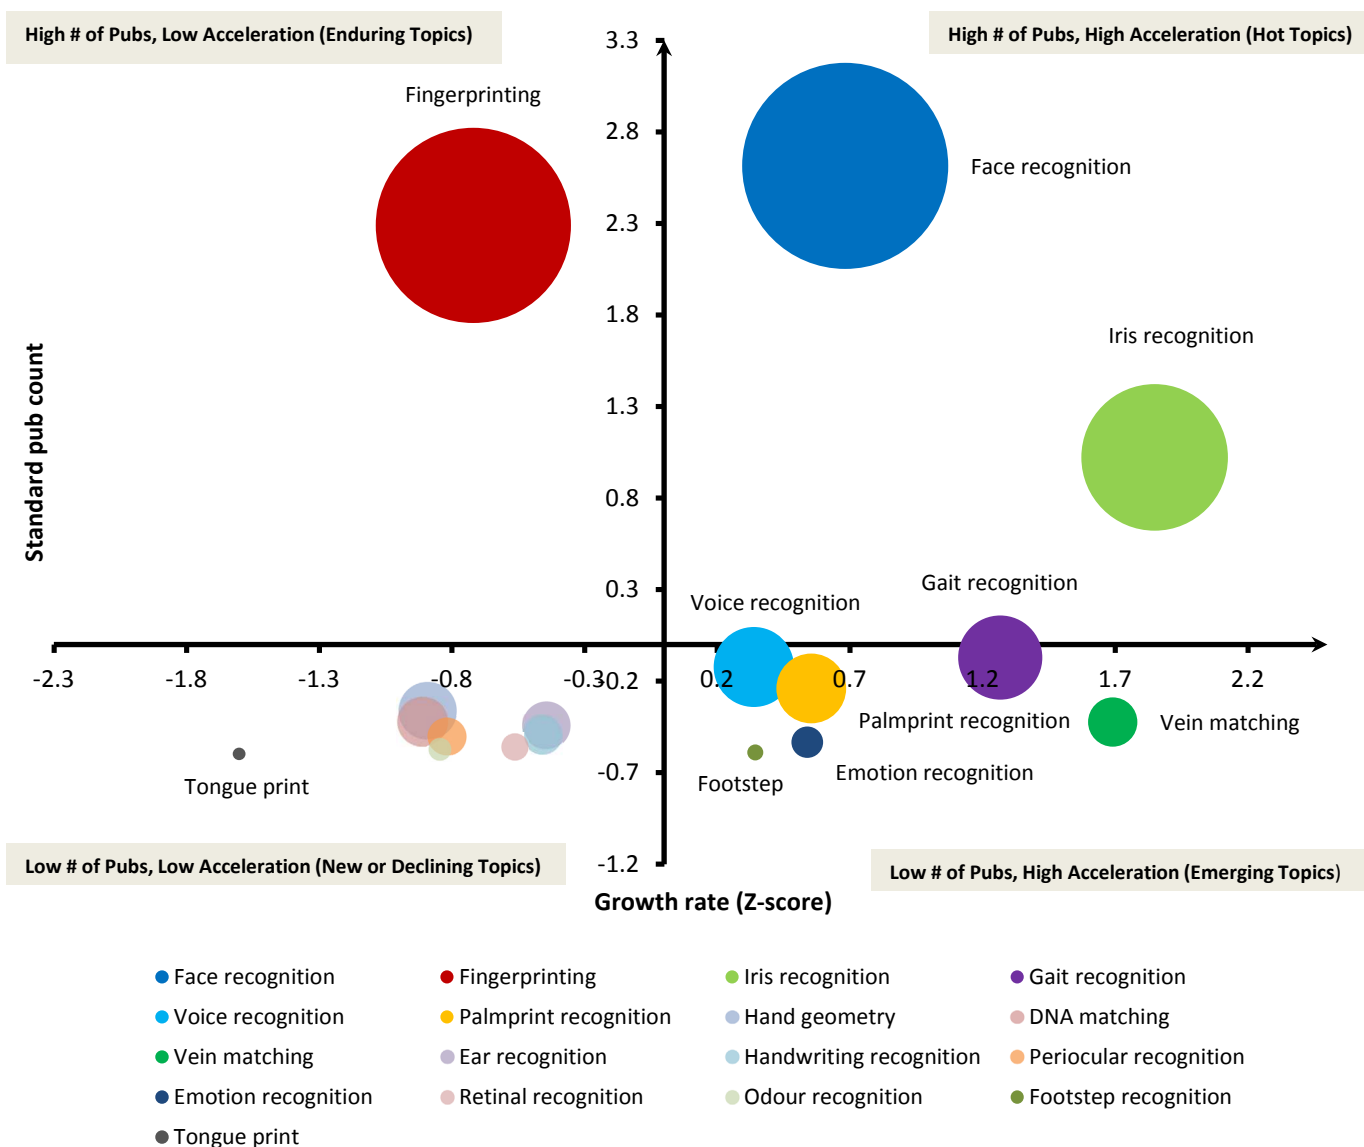 High # of Pubs, Low Acceleration (Enduring Topics)
High # of Pubs, High Acceleration (Hot Topics)
3.3
Fingerprinting
2.8
Face recognition
2.3
1.8
Iris recognition
Standard pub count
1.3
0.8
0.3
Gait recognition
Voice recognition
-2.3
-1.8
-1.3
-0.8
-0.3
-0.2
0.2
0.7
1.2
1.7
2.2
Palmprint recognition
Vein matching
Tongue print
-0.7
Footstep
Emotion recognition
Low # of Pubs, Low Acceleration (New or Declining Topics)
-1.2
Low # of Pubs, High Acceleration (Emerging Topics)
Growth rate (Z-score)
Face recognition
Fingerprinting
Iris recognition
Gait recognition
Voice recognition
Palmprint recognition
Hand geometry
DNA matching
Vein matching
Ear recognition
Handwriting recognition
Periocular recognition
Emotion recognition
Retinal recognition
Odour recognition
Footstep recognition
Tongue print